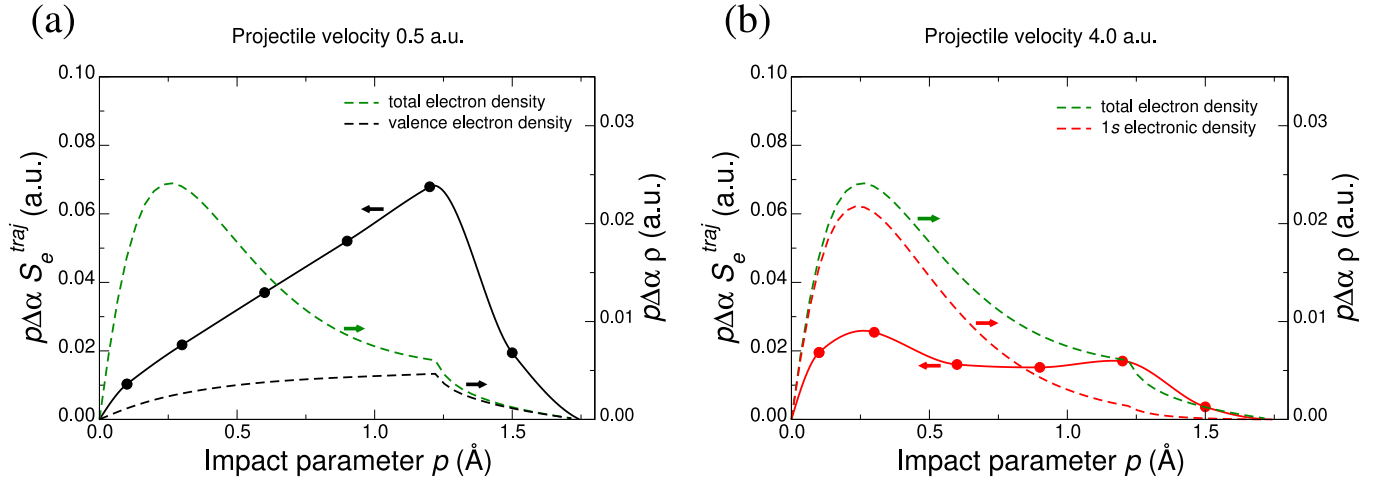 (a)
Projectile velocity 0.5 a.u.
total electron density
valence electron density
0.10
0.08
0.06
0.04
0.02
0.00
pΔα S_e^traj (a.u.)
0.03
0.02
0.01
0.00
pΔα ρ (a.u.)
0.0 0.5 1.0 1.5
Impact parameter p (Å)
(b)
Projectile velocity 4.0 a.u.
total electron density
1s electronic density
0.10
0.08
0.06
0.04
0.02
0.00
pΔα S_e^traj (a.u.)
0.03
0.02
0.01
0.00
pΔα ρ (a.u.)
0.0 0.5 1.0 1.5
Impact parameter p (Å)